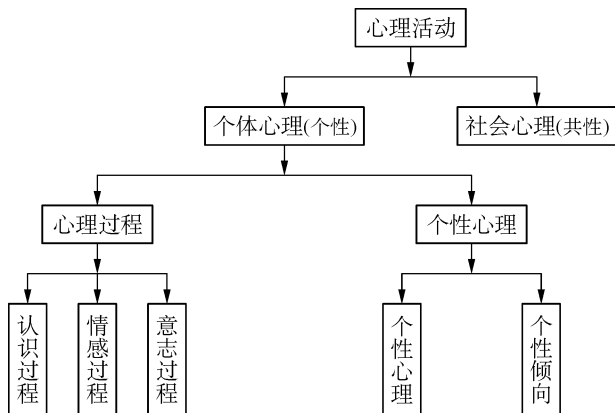 心理活动
个体心理(个性)
社会心理(共性)
心理过程
个性心理
认识过程
情感过程
意志过程
个性心理
个性倾向